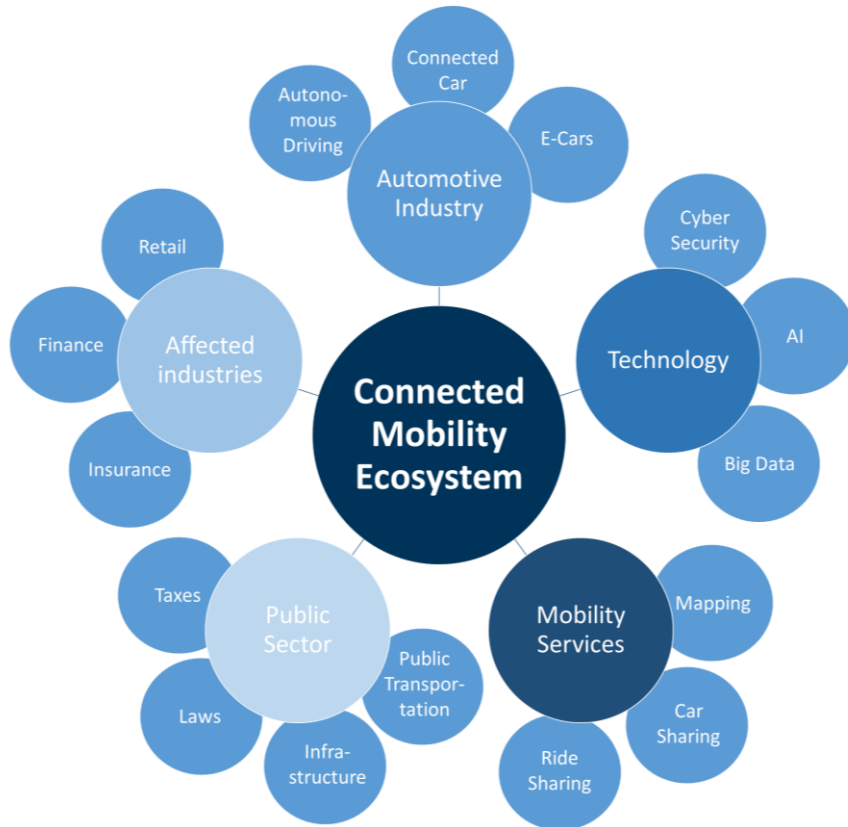 Connected
Car
Autono-
mous
Driving
E-Cars
Automotive
Industry
Cyber
Security
Retail
AI
Finance
Affected
industries
Technology
Connected
Mobility
Ecosystem
Insurance
Big Data
Taxes
Public
Sector
Mobility
Services
Mapping
Public
Transpor-
tation
Laws
Car
Sharing
Infra-
structure
Ride
Sharing